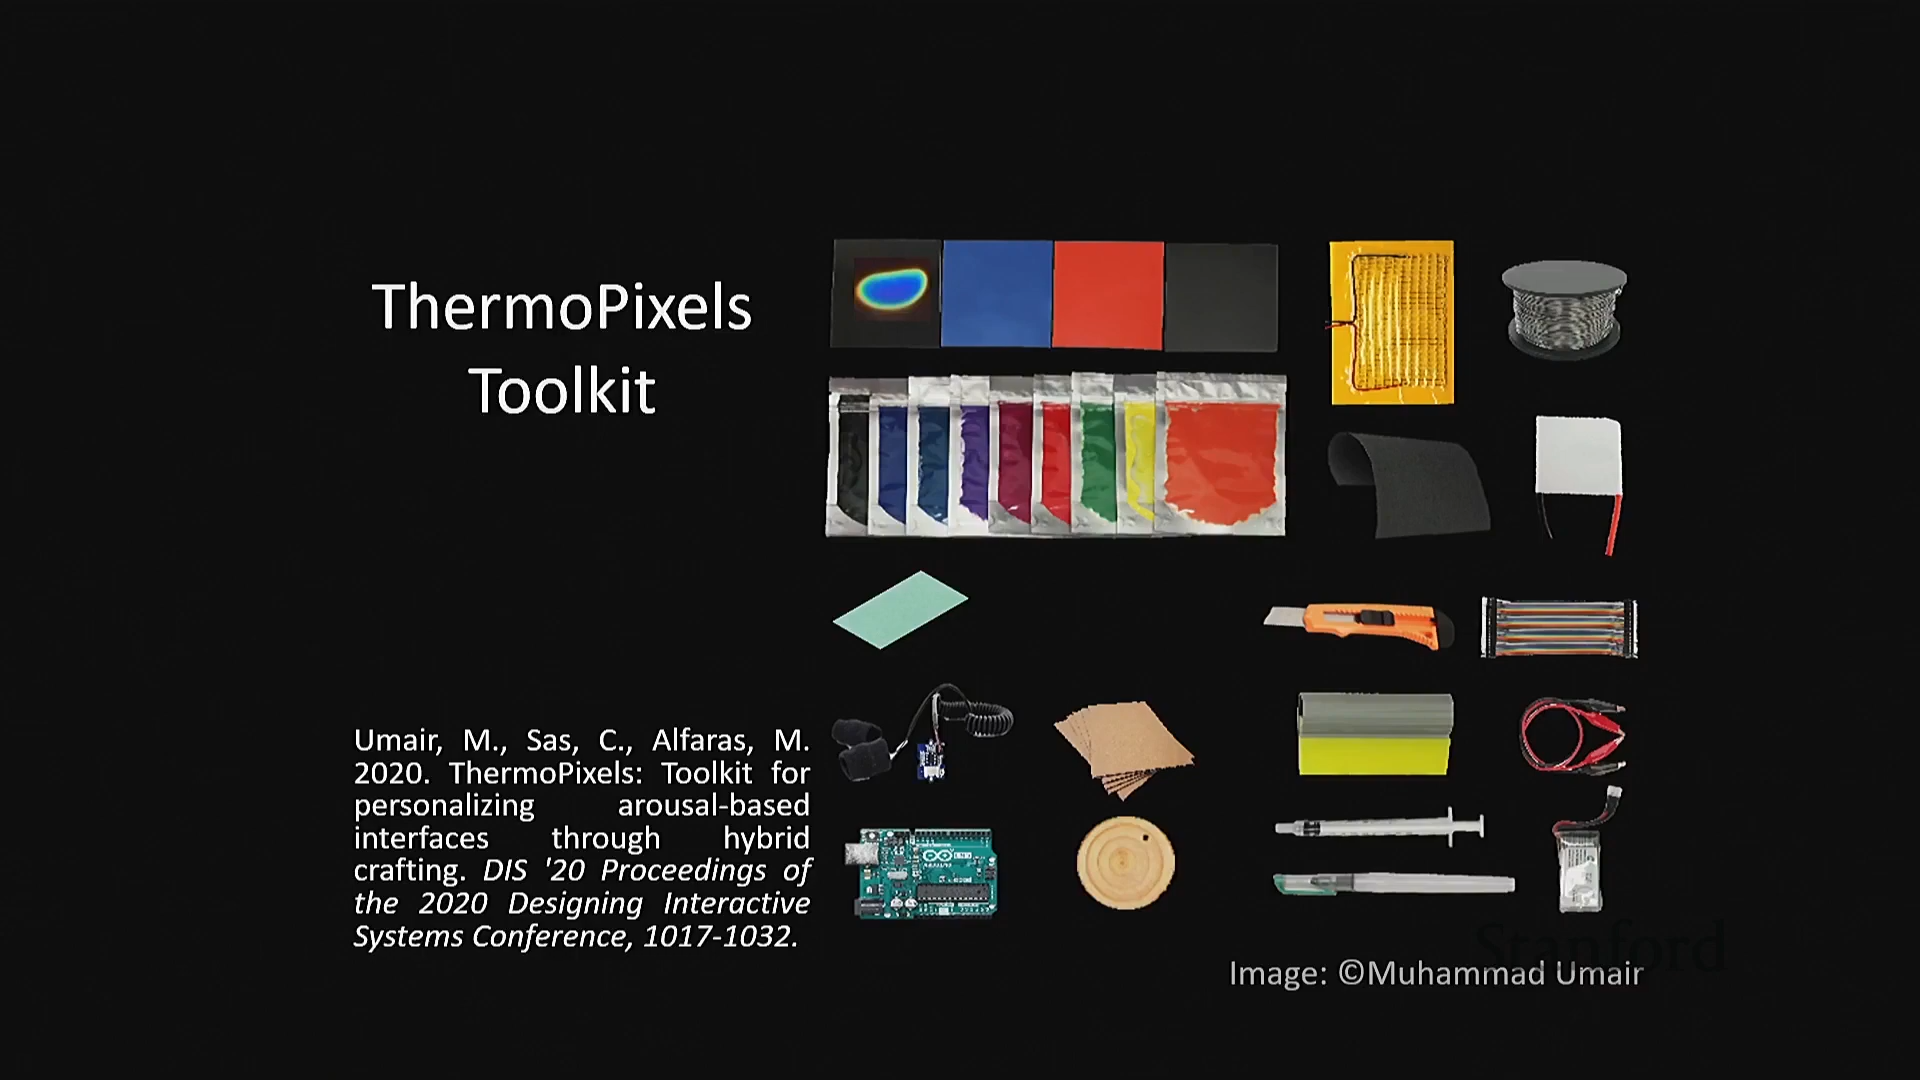 ThermoPixels
Toolkit
Umair, M., Sas, C., Alfaras, M.
2020. ThermoPixels: Toolkit for
personalizing arousal-based
interfaces through hybrid
crafting. DIS '20 Proceedings of
the 2020 Designing Interactive
Systems Conference, 1017-1032.
Stanford
Image: ©Muhammad Umair